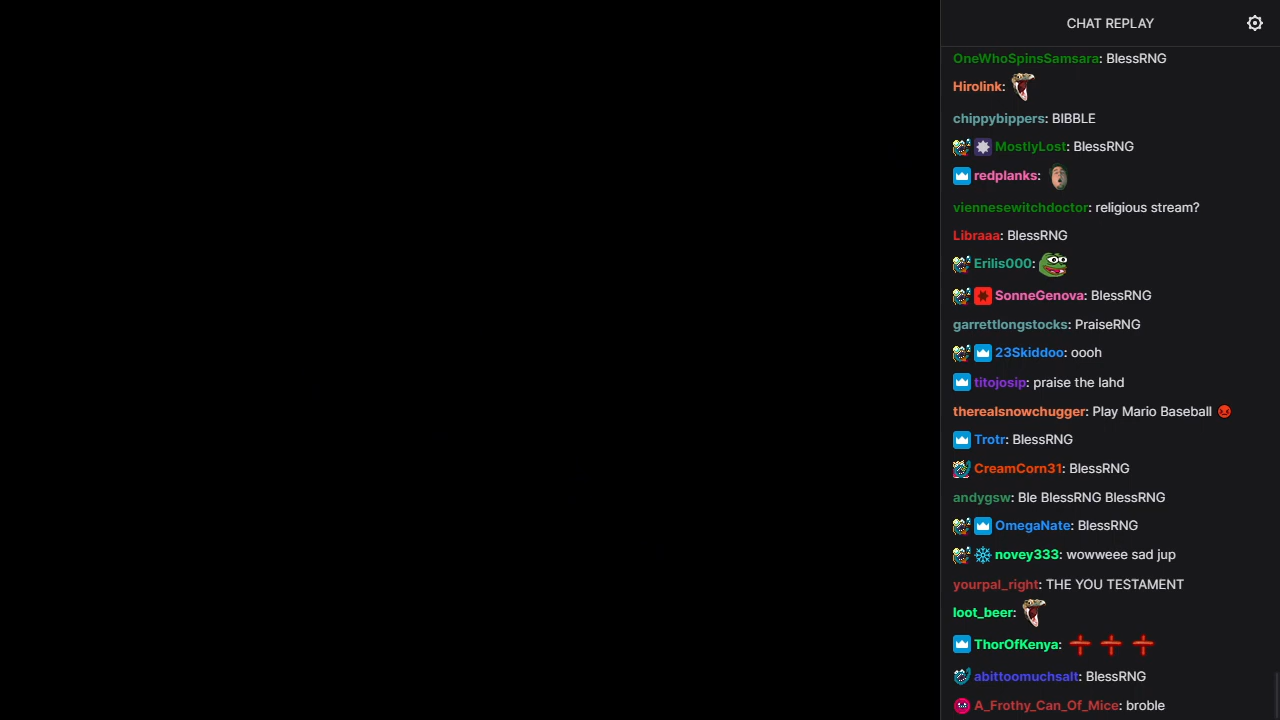 CHAT REPLAY
OneWhoSpinsSamsara: BlessRNG
Hirolink:
chippybippers: BIBBLE
MostlyLost: BlessRNG
redplanks:
viennesewitchdoctor: religious stream?
Libraaa: BlessRNG
Erilis000:
SonneGenova: BlessRNG
garrettlongstocks: PraiseRNG
23Skiddoo: oooh
titojosip: praise the lahd
therealsnowchugger: Play Mario Baseball
Trotr: BlessRNG
CreamCorn31: BlessRNG
andygsw: Ble BlessRNG BlessRNG
OmegaNate: BlessRNG
novey333: wowweee sad jup
yourpal_right: THE YOU TESTAMENT
loot_beer:
ThorOfKenya:
abittoomuchsalt: BlessRNG
A_Frothy_Can_Of_Mice: broble